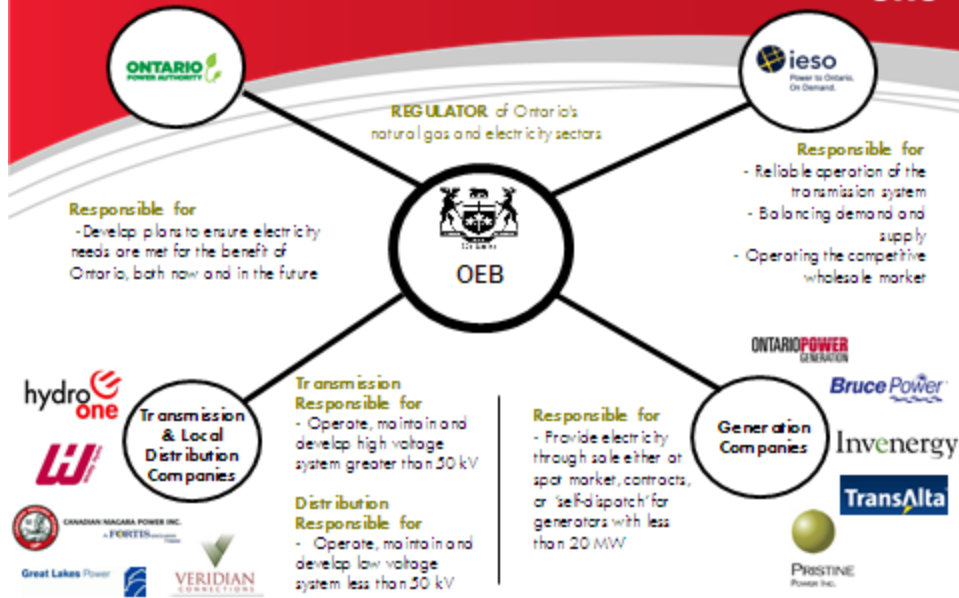 one
ONTARIO
POWER AUTHORITY
ieso
Power to Ontario.
On Demand.
REGULATOR of Ontario's
natural gas and electricity sectors
Responsible for
- Reliable operation of the
transmission system
- Balancing demand and
supply
- Operating the competitive
wholesale market
Responsible for
-Develop plans to ensure electricity
needs are met for the benefit of
Ontario, both now and in the future
Ontario
OEB
hydro
one
Transmission
& Local
Distribution
Companies
CANADIAN NIAGARA POWER INC.
A FORTIS
Great Lakes Power
VERIDIAN
CONNECTIONS
Transmission
Responsible for
- Operate, maintain and
develop high voltage
system greater than 50 kV
Distribution
Responsible for
- Operate, maintain and
develop low voltage
system less than 50 kV
Responsible for
- Provide electricity
through sale either at
spot market, contracts,
or 'self-dispatch' for
generators with less
than 20 MW
Generation
Companies
ONTARIOPOWER
GENERATION
Bruce Power
Invenergy
TransAlta
PRISTINE
POWER INC.